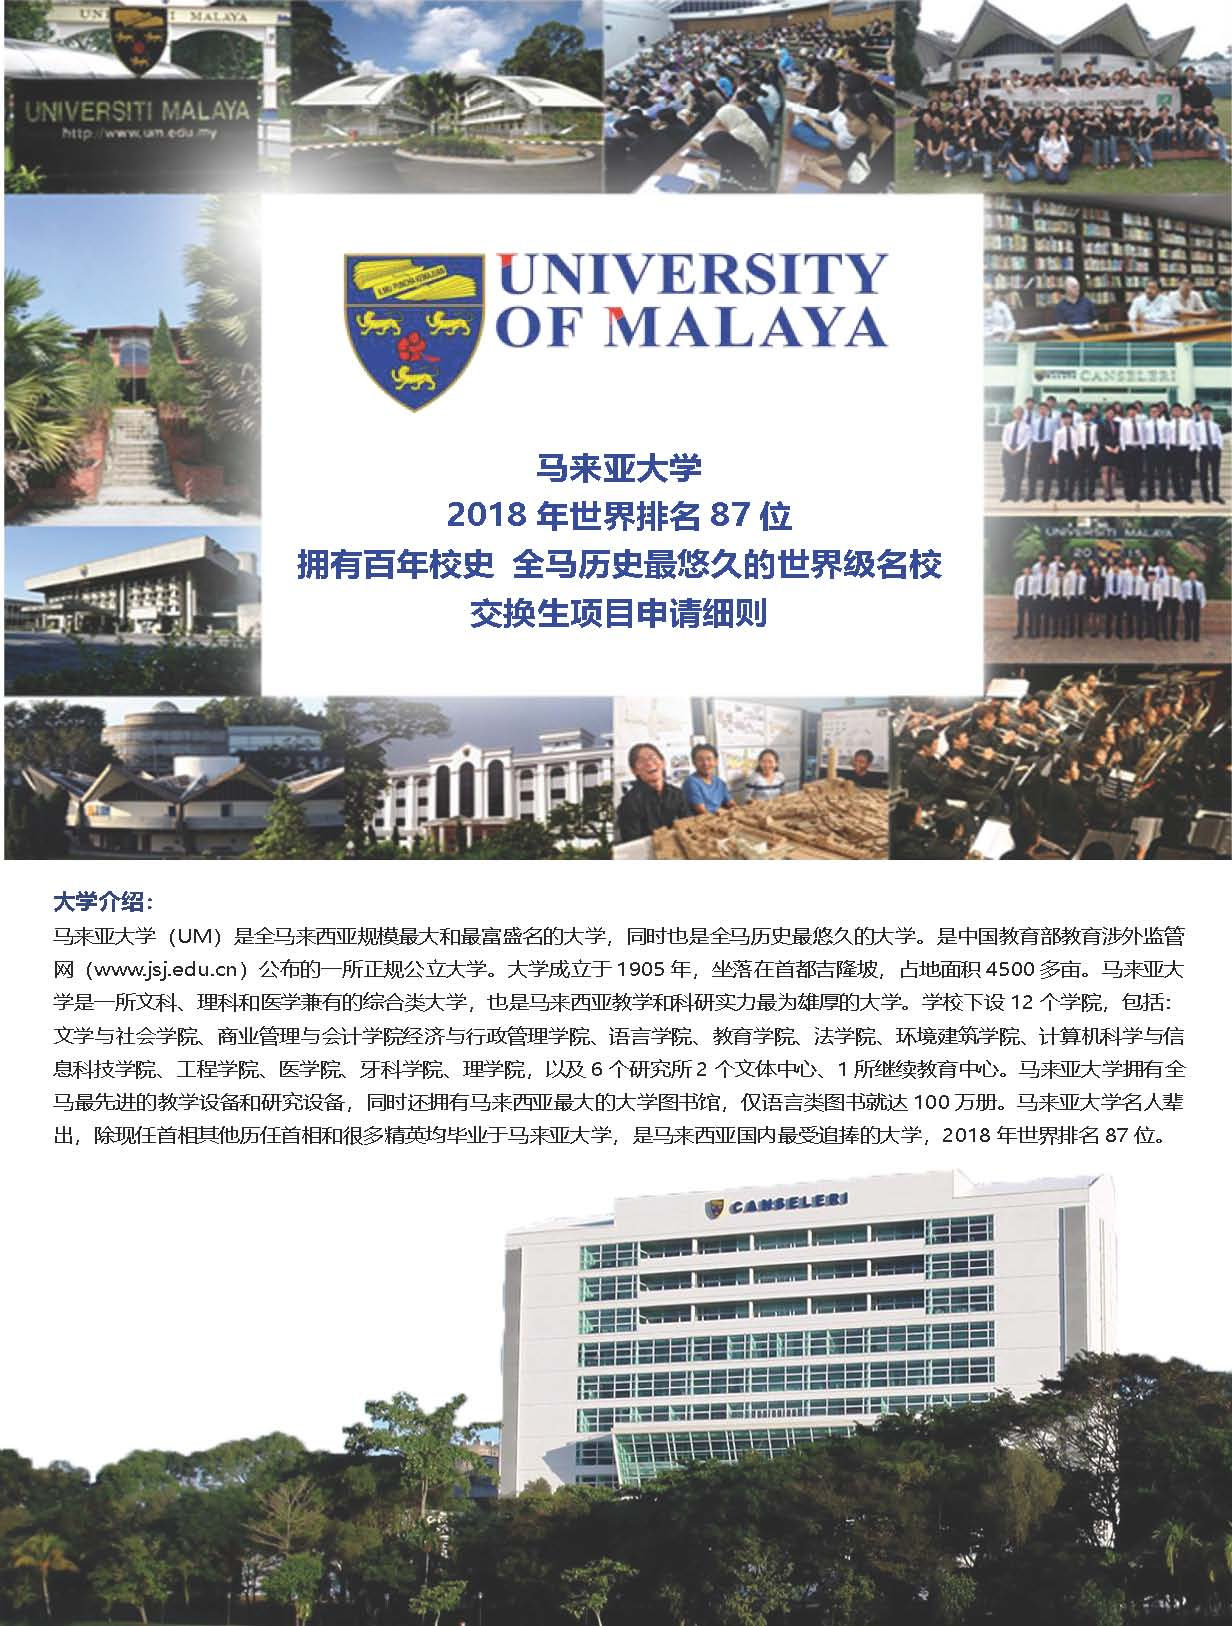 UNIVERSITI MALAYA
UNIVERSITI MALAYA
http://www.um.edu.my
ILMU PUNCHA KEMAJUAN
UNIVERSITY
OF MALAYA
CANSELERI
UNIVERSITI MALAYA
马来亚大学
2018 年世界排名 87 位
拥有百年校史 全马历史最悠久的世界级名校
交换生项目申请细则
大学介绍：
马来亚大学（UM）是全马来西亚规模最大和最富盛名的大学，同时也是全马历史最悠久的大学。是中国教育部教育涉外监管
网（www.jsj.edu.cn）公布的一所正规公立大学。大学成立于 1905 年，坐落在首都吉隆坡，占地面积 4500 多亩。马来亚大
学是一所文科、理科和医学兼有的综合类大学，也是马来西亚教学和科研实力最为雄厚的大学。学校下设 12 个学院，包括：
文学与社会学院、商业管理与会计学院经济与行政管理学院、语言学院、教育学院、法学院、环境建筑学院、计算机科学与信
息科技学院、工程学院、医学院、牙科学院、理学院，以及 6 个研究所 2 个文体中心、1 所继续教育中心。马来亚大学拥有全
马最先进的教学设备和研究设备，同时还拥有马来西亚最大的大学图书馆，仅语言类图书就达 100 万册。马来亚大学名人辈
出，除现任首相其他历任首相和很多精英均毕业于马来亚大学，是马来西亚国内最受追捧的大学，2018 年世界排名 87 位。
CANSELERI